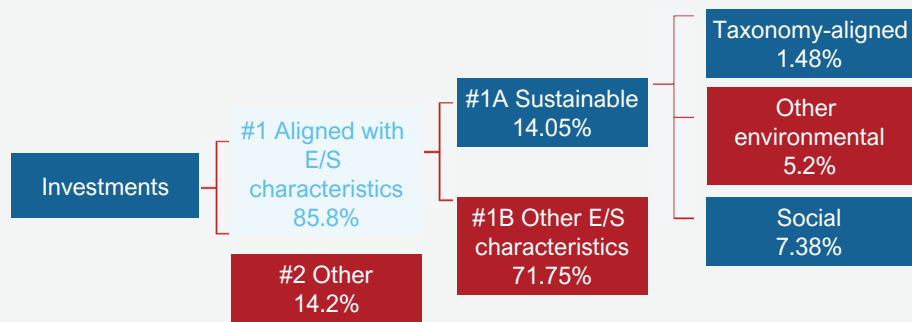 Investments
#1 Aligned with
E/S
characteristics
85.8%
#2 Other
14.2%
#1A Sustainable
14.05%
#1B Other E/S
characteristics
71.75%
Taxonomy-aligned
1.48%
Other
environmental
5.2%
Social
7.38%